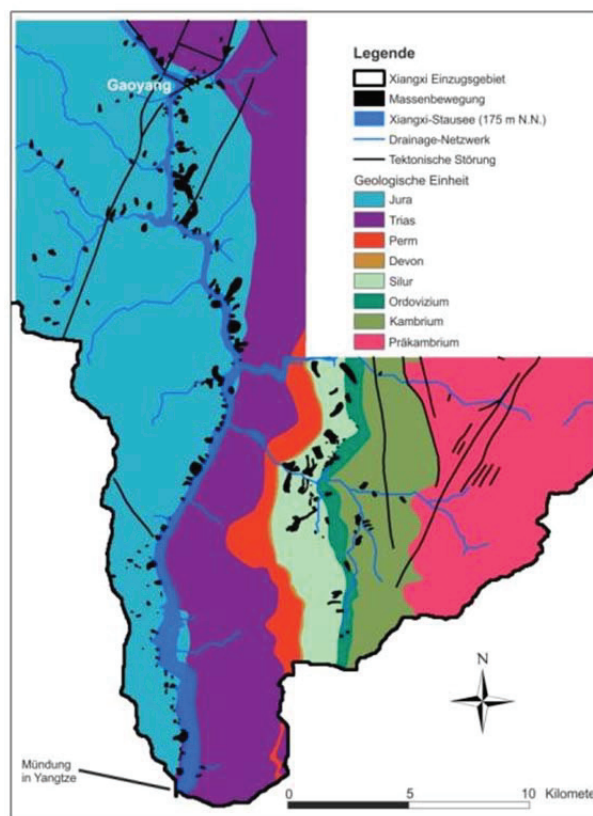 Gaoyang
Legende
Xiangxi Einzugsgebiet
Massenbewegung
Xiangxi-Stausee (175 m N.N.)
Drainage-Netzwerk
Tektonische Störung
Geologische Einheit
Jura
Trias
Perm
Devon
Silur
Ordovizium
Kambrium
Präkambrium
N
Mündung
in Yangtze
0 5 10 Kilometer